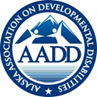 ALASKA ASSOCIATION ON DEVELOPMENTAL DISABILITIES
AADD